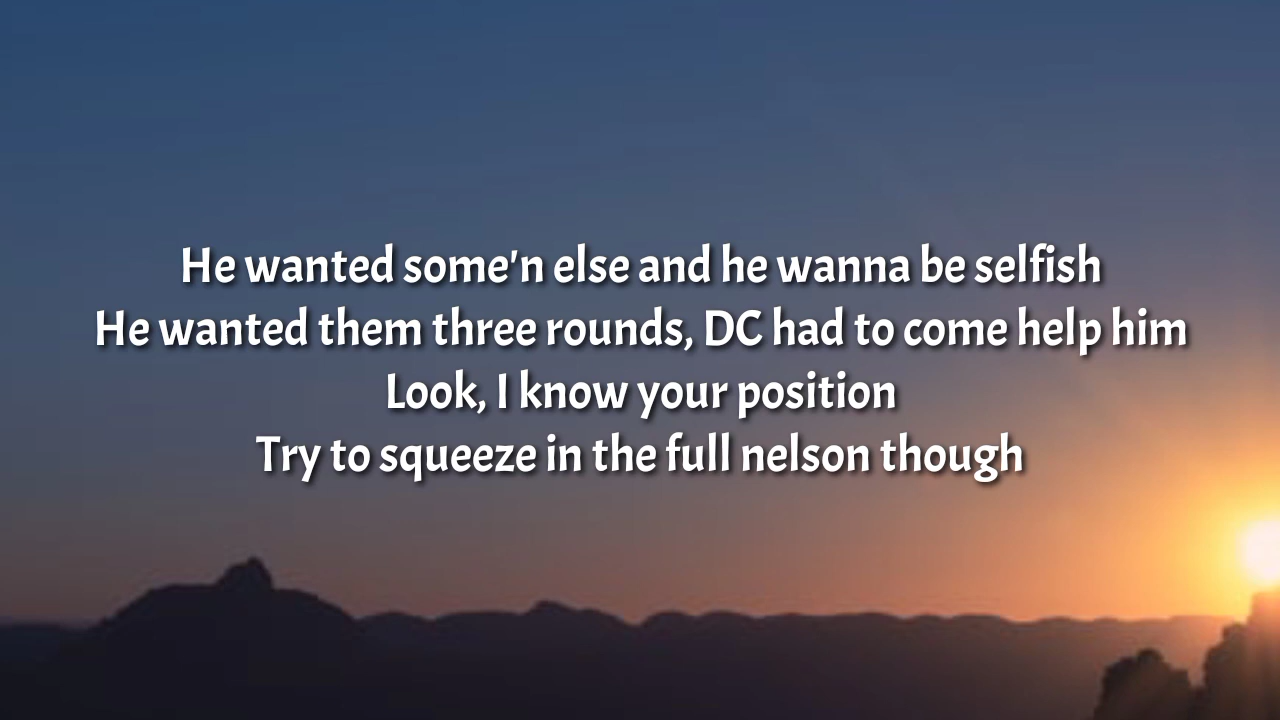 He wanted some'n else and he wanna be selfish
He wanted them three rounds, DC had to come help him
Look, I know your position
Try to squeeze in the full nelson though